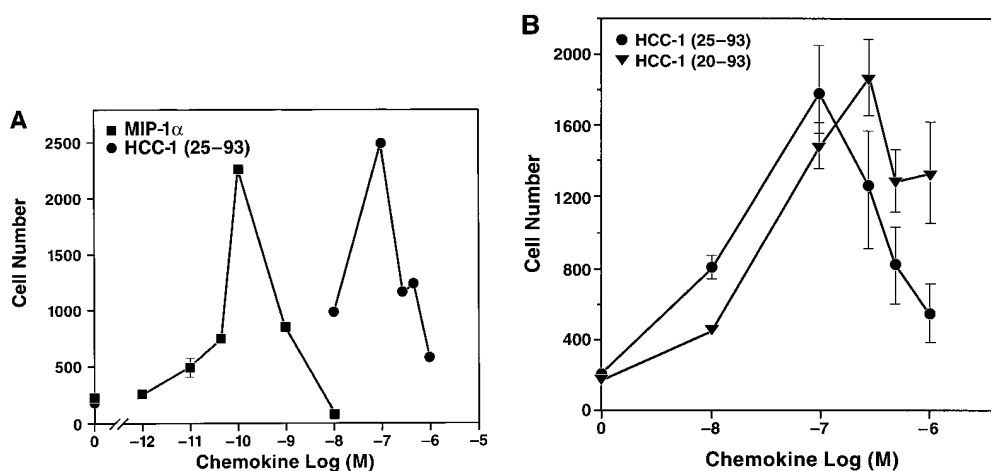 A
MIP-1α
HCC-1 (25–93)
2500
2000
1500
1000
500
0
Cell Number
0 –12 –11 –10 –9 –8 –7 –6 –5
Chemokine Log (M)
B
HCC-1 (25–93)
HCC-1 (20–93)
2000
1600
1200
800
400
0
Cell Number
0 –8 –7 –6
Chemokine Log (M)